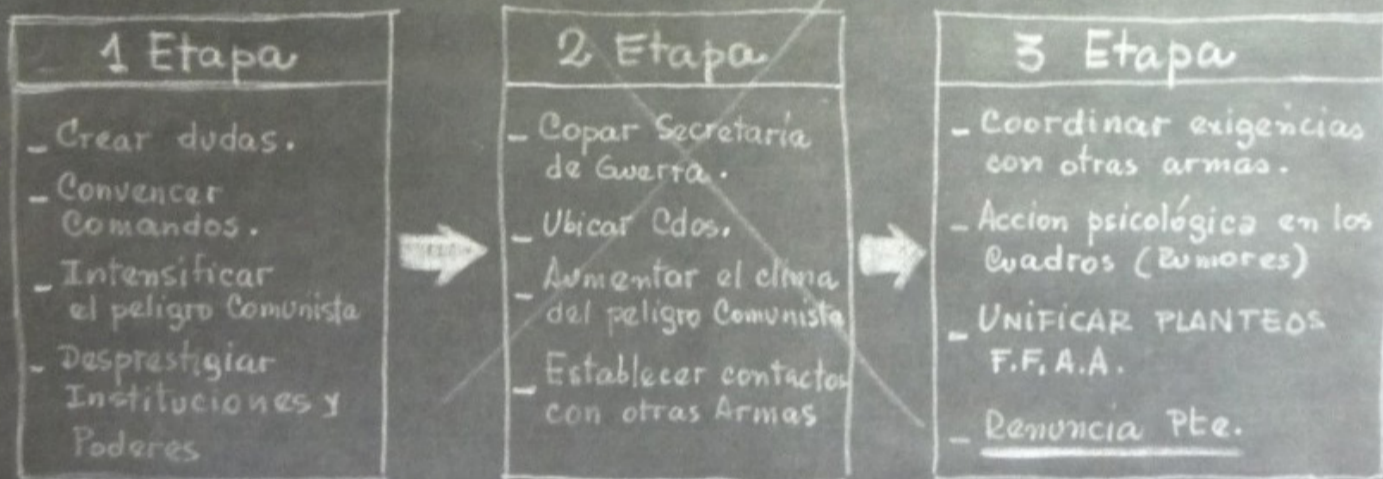 1 Etapa
- Crear dudas.
- Convencer
Comandos.
- Intensificar
el peligro Comunista
- Desprestigiar
Instituciones y
Poderes
2 Etapa
- Copar Secretaría
de Guerra.
- Ubicar Cdos.
- Aumentar el clima
del peligro Comunista
- Establecer contactos
con otras Armas
3 Etapa
- Coordinar exigencias
con otras armas.
- Accion psicológica en los
Cuadros (Rumores)
- UNIFICAR PLANTEOS
F.F.A.A.
- Renuncia Pte.